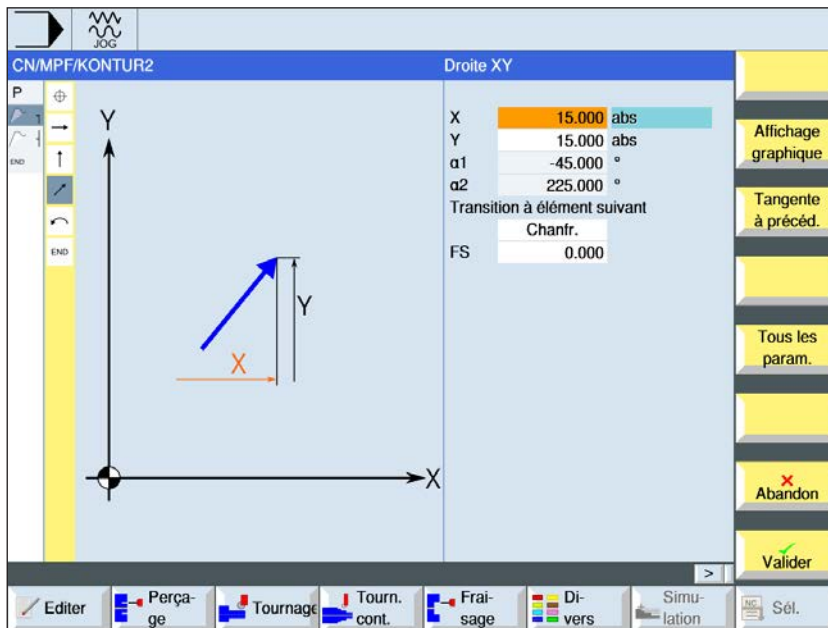 JOG
CN/MPF/KONTUR2
Droite XY
P
1
END
END
Y
Y
X
X
X 15.000 abs
Y 15.000 abs
α1 -45.000 °
α2 225.000 °
Transition à élément suivant
Chanfr.
FS 0.000
Affichage
graphique
Tangente
à précéd.
Tous les
param.
Abandon
Valider
>
Editer
Perça-
ge
Tournage
Tourn.
cont.
Frai-
sage
Di-
vers
Simu-
lation
NC
Sél.